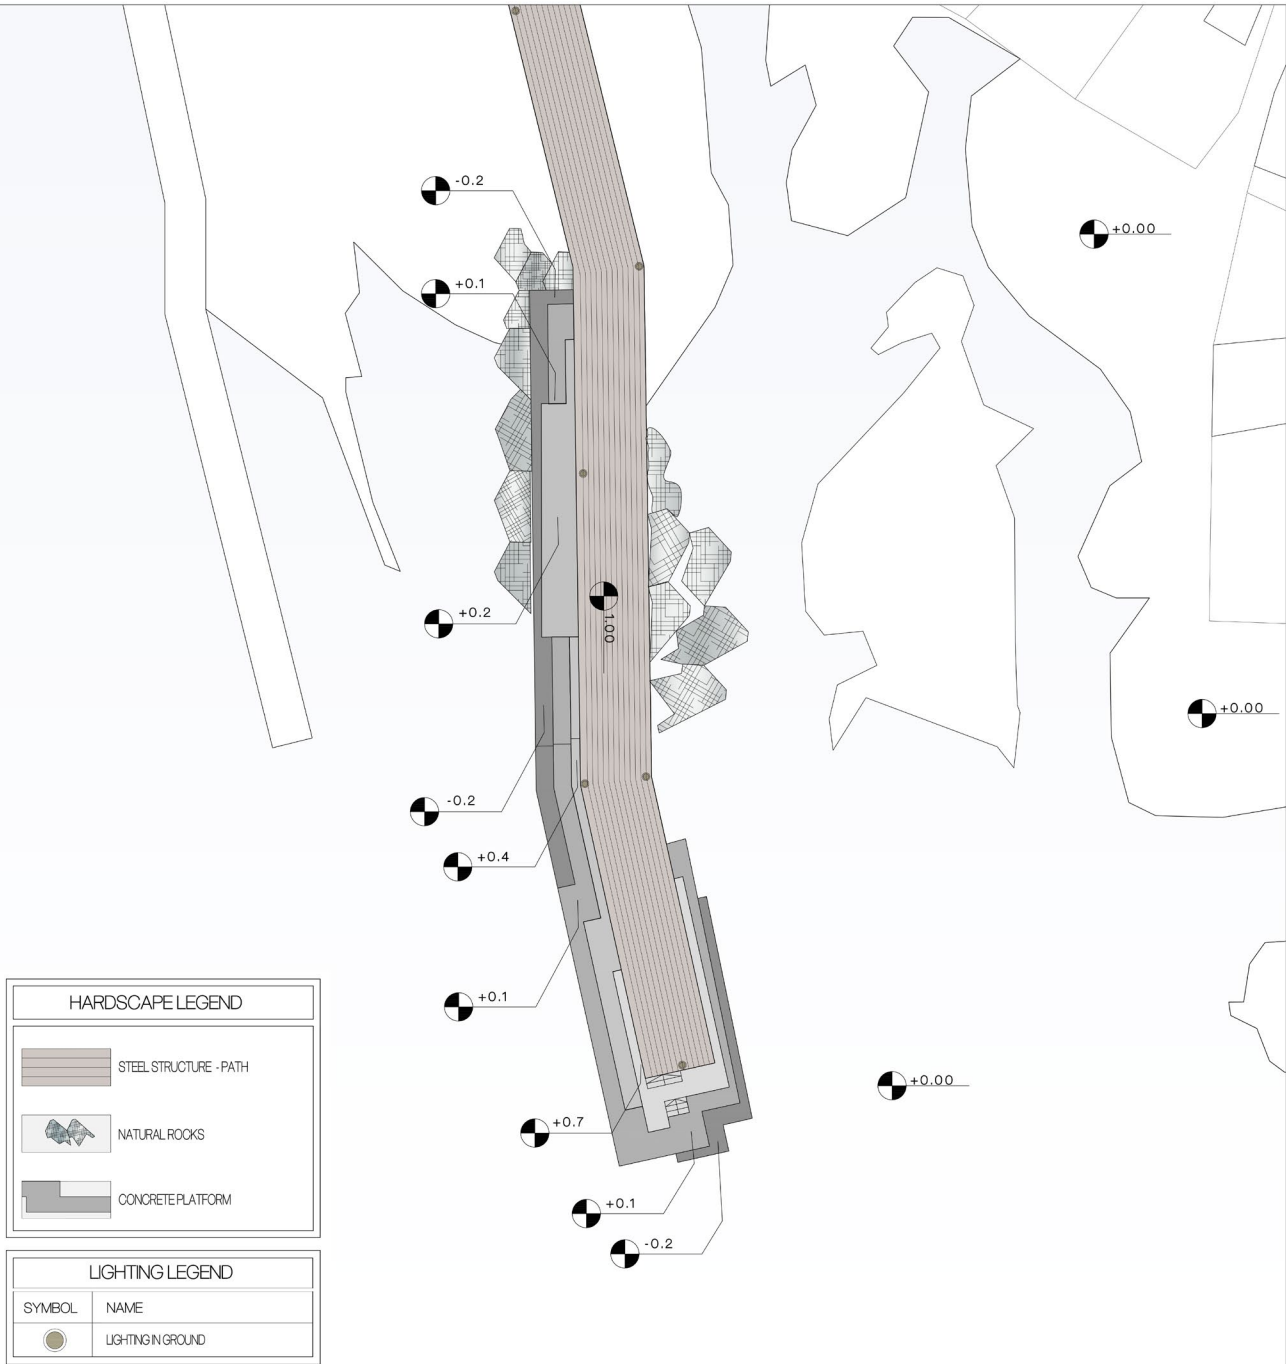 -0.2
+0.00
+0.1
+0.2
1.00
+0.00
-0.2
+0.4
+0.1
+0.00
+0.7
+0.1
-0.2
HARDSCAPE LEGEND
STEEL STRUCTURE - PATH
NATURAL ROCKS
CONCRETE PLATFORM
LIGHTING LEGEND
SYMBOL NAME
LIGHTING IN GROUND